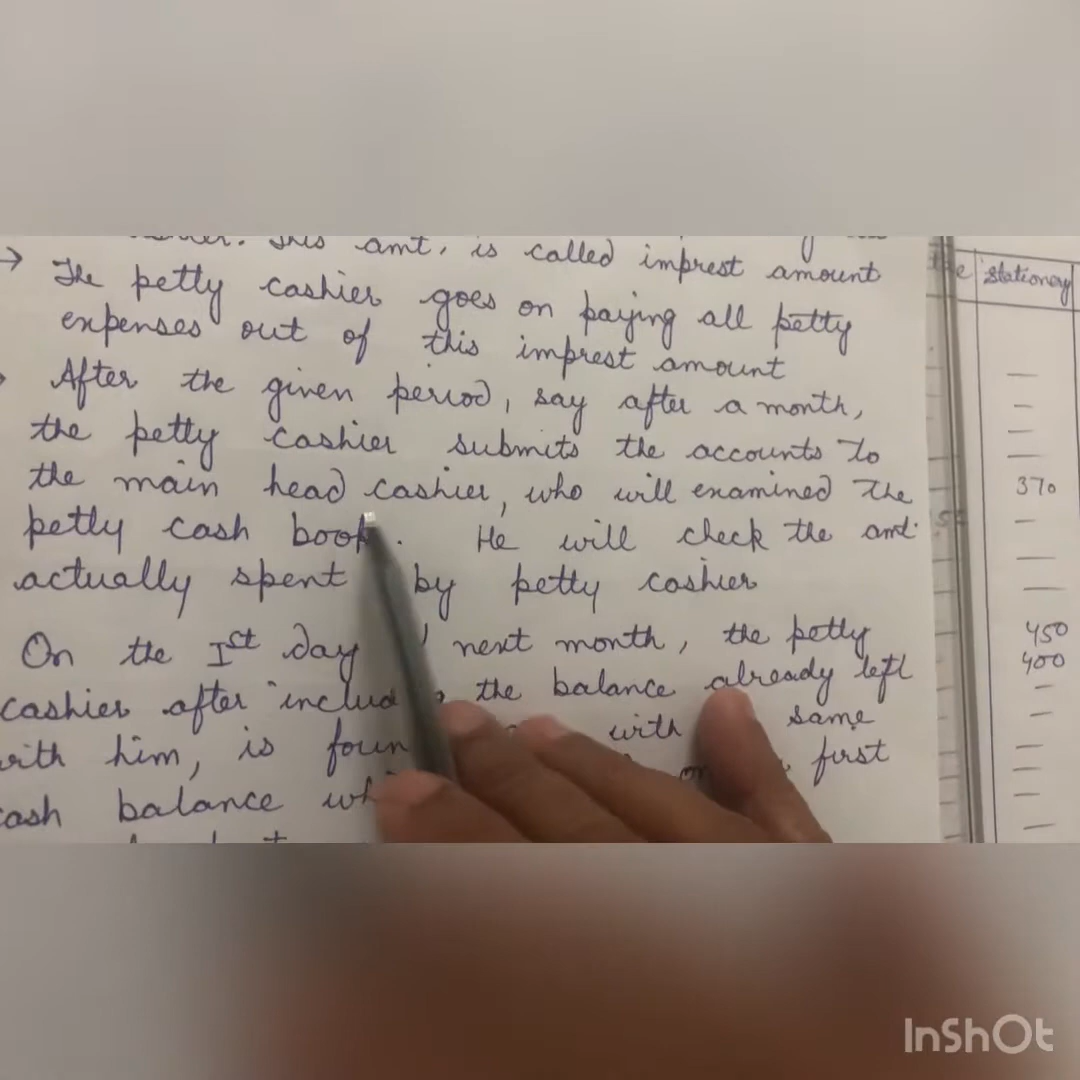 This amt, is called imprest amount
→ The petty cashier goes on paying all petty
expenses out of this imprest amount
After the given period, say after a month,
the petty cashier submits the accounts to
the main head cashier, who will examined the
petty cash book. He will check the amt.
actually spent by petty cashier
On the Ist day next month, the petty
cashier after the balance already left
with him, is with same
first
cash balance
Stationery
370
450
400
InShOt